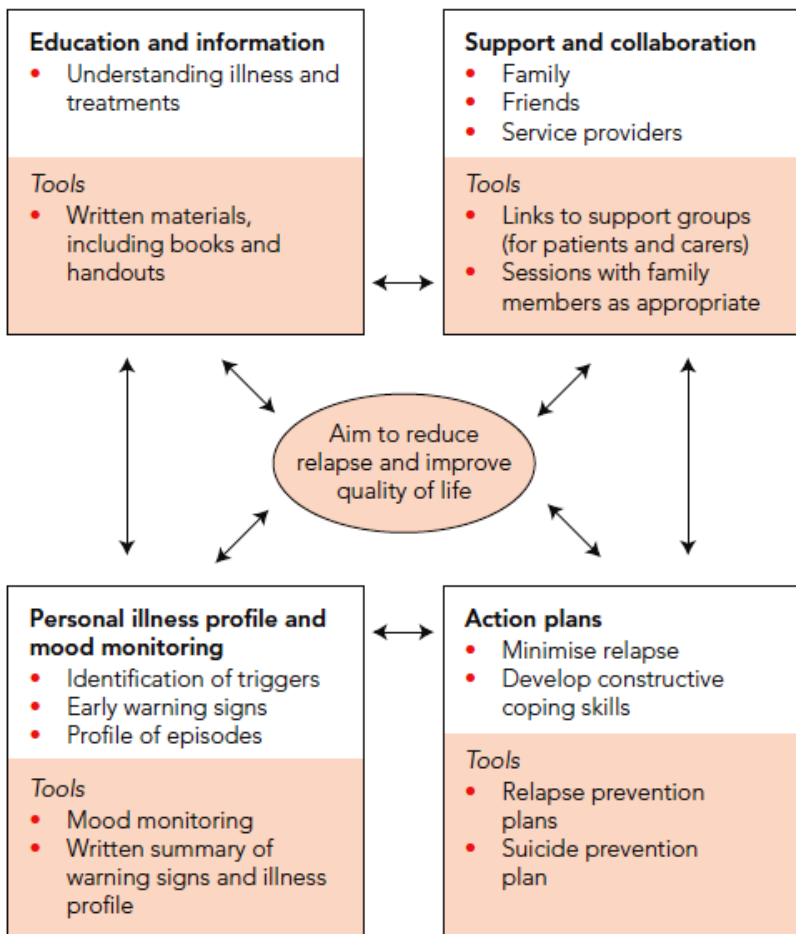 Education and information
• Understanding illness and
treatments
Tools
• Written materials,
including books and
handouts
Support and collaboration
• Family
• Friends
• Service providers
Tools
• Links to support groups
(for patients and carers)
• Sessions with family
members as appropriate
Aim to reduce
relapse and improve
quality of life
Personal illness profile and
mood monitoring
• Identification of triggers
• Early warning signs
• Profile of episodes
Tools
• Mood monitoring
• Written summary of
warning signs and illness
profile
Action plans
• Minimise relapse
• Develop constructive
coping skills
Tools
• Relapse prevention
plans
• Suicide prevention
plan